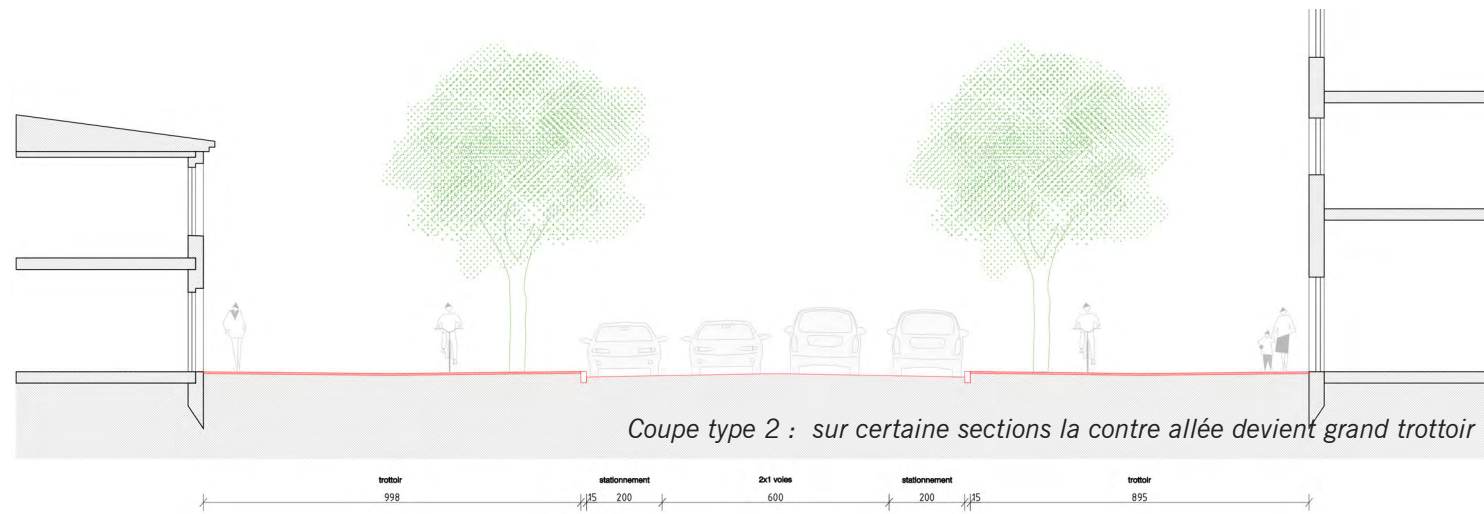 Coupe type 2 : sur certaine sections la contre allée devient grand trottoir
trottoir stationnement 2x1 voies stationnement trottoir
998 15 200 600 200 15 895